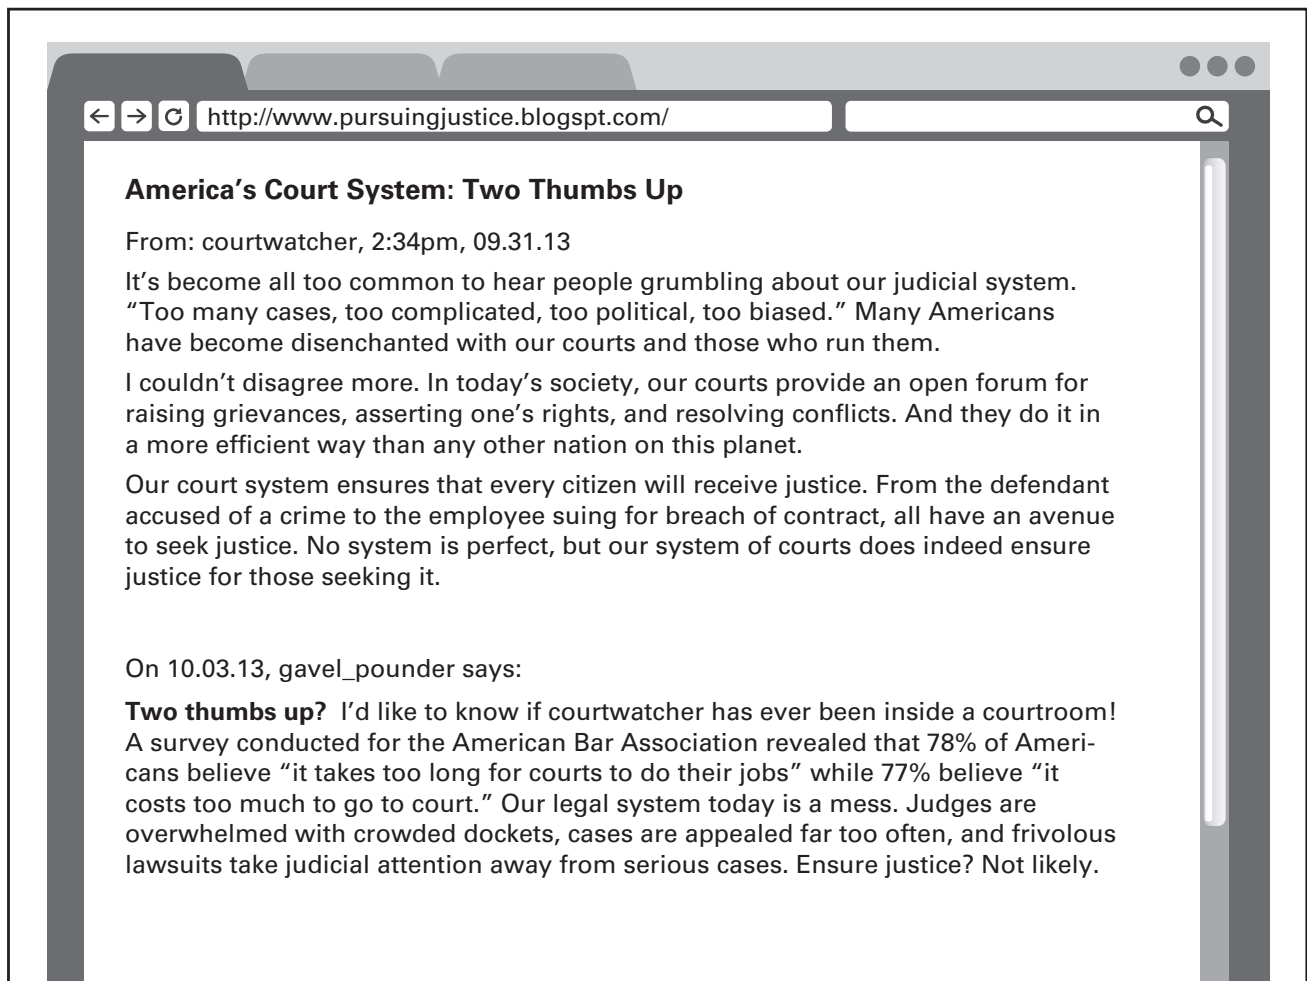 http://www.pursuingjustice.blogspt.com/
America’s Court System: Two Thumbs Up
From: courtwatcher, 2:34pm, 09.31.13
It’s become all too common to hear people grumbling about our judicial system.
“Too many cases, too complicated, too political, too biased.” Many Americans
have become disenchanted with our courts and those who run them.
I couldn’t disagree more. In today’s society, our courts provide an open forum for
raising grievances, asserting one’s rights, and resolving conflicts. And they do it in
a more efficient way than any other nation on this planet.
Our court system ensures that every citizen will receive justice. From the defendant
accused of a crime to the employee suing for breach of contract, all have an avenue
to seek justice. No system is perfect, but our system of courts does indeed ensure
justice for those seeking it.
On 10.03.13, gavel_pounder says:
Two thumbs up? I’d like to know if courtwatcher has ever been inside a courtroom!
A survey conducted for the American Bar Association revealed that 78% of Ameri-
cans believe “it takes too long for courts to do their jobs” while 77% believe “it
costs too much to go to court.” Our legal system today is a mess. Judges are
overwhelmed with crowded dockets, cases are appealed far too often, and frivolous
lawsuits take judicial attention away from serious cases. Ensure justice? Not likely.